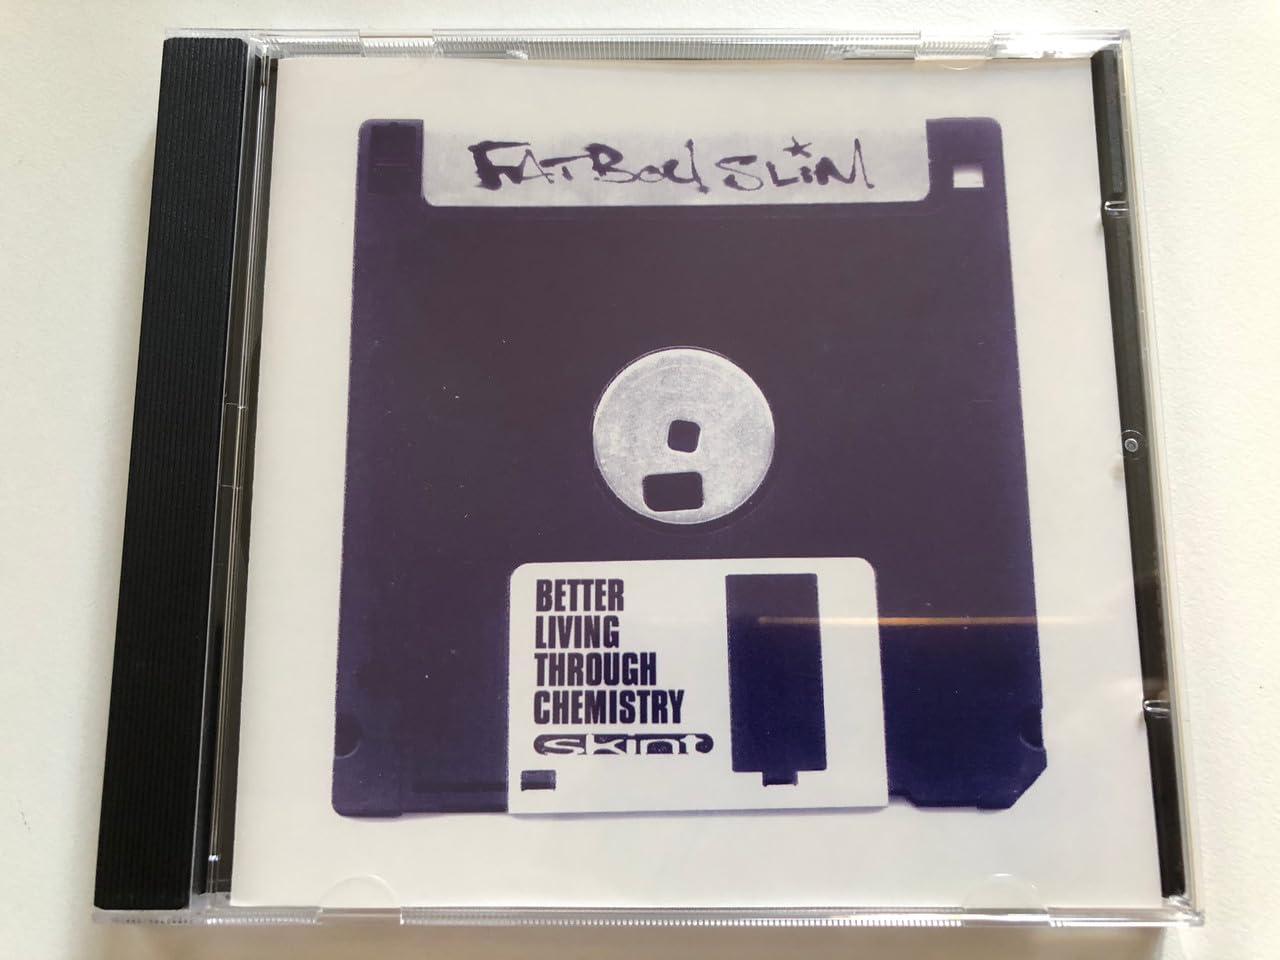 FATBOY SLIM
BETTER
LIVING
THROUGH
CHEMISTRY
skint